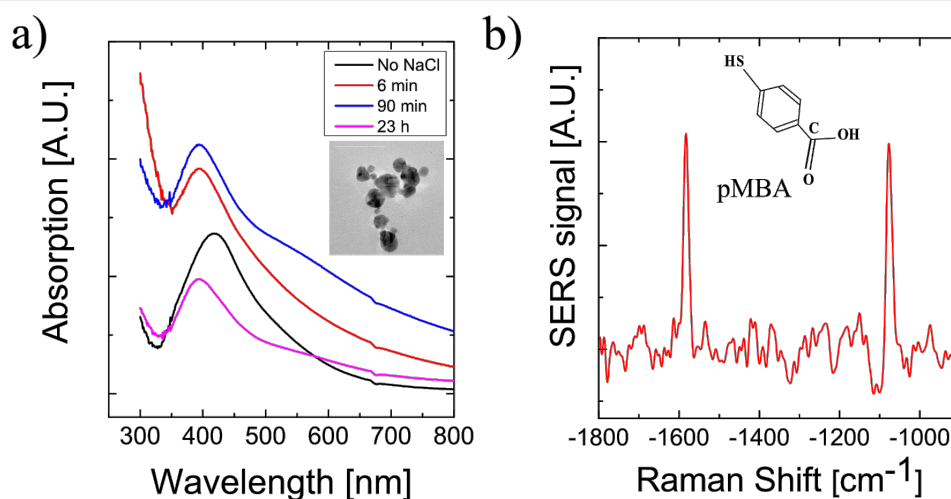 a)
Absorption [A.U.]
No NaCl
6 min
90 min
23 h
300 400 500 600 700 800
Wavelength [nm]
b)
SERS signal [A.U.]
HS
C
OH
O
pMBA
-1800 -1600 -1400 -1200 -1000
Raman Shift [cm⁻¹]